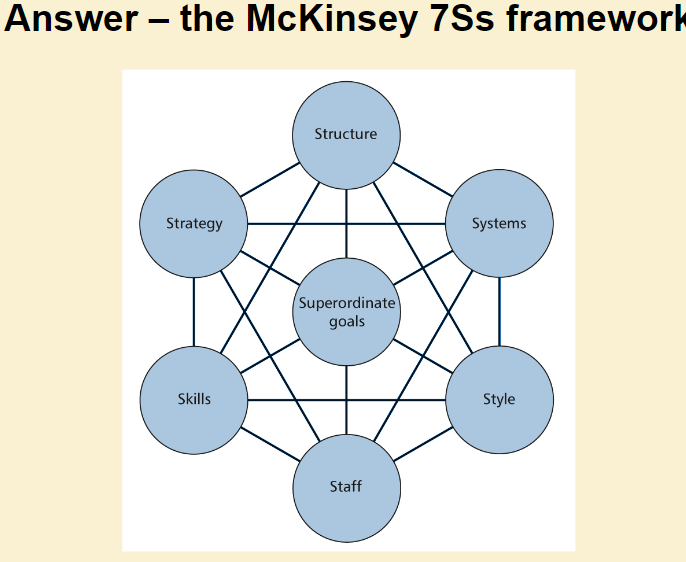 Answer – the McKinsey 7Ss framework
Structure
Strategy
Systems
Superordinate
goals
Skills
Style
Staff